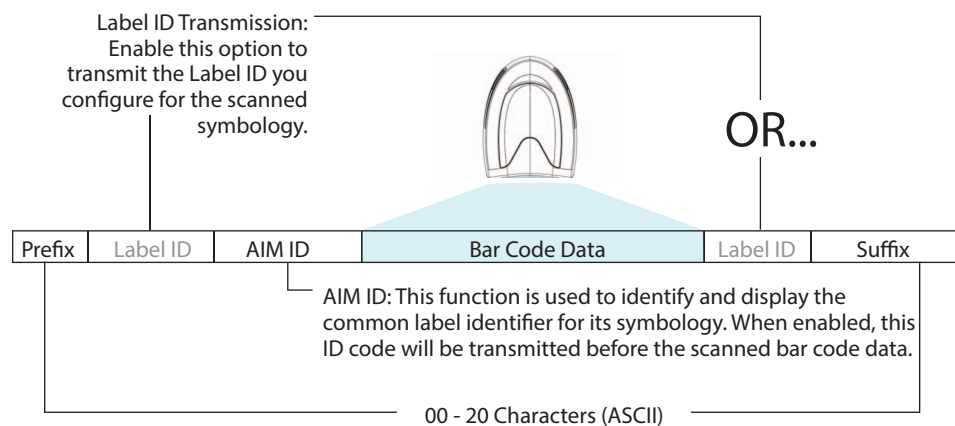 Label ID Transmission:
Enable this option to
transmit the Label ID you
configure for the scanned
symbology.
OR...
Prefix Label ID AIM ID Bar Code Data Label ID Suffix
AIM ID: This function is used to identify and display the
common label identifier for its symbology. When enabled, this
ID code will be transmitted before the scanned bar code data.
00 - 20 Characters (ASCII)